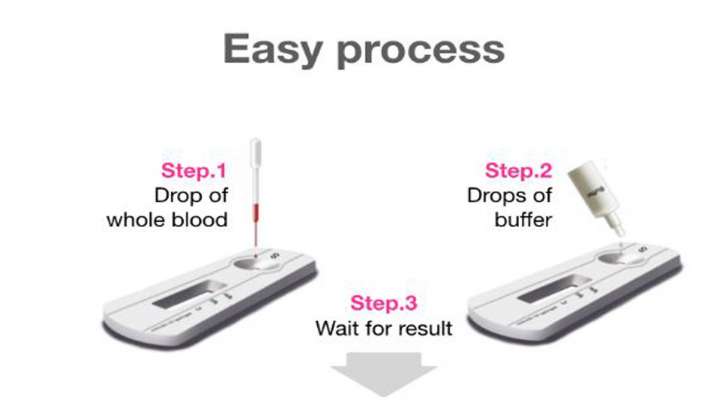 Easy process
Step.1
Drop of
whole blood
Step.2
Drops of
buffer
Step.3
Wait for result